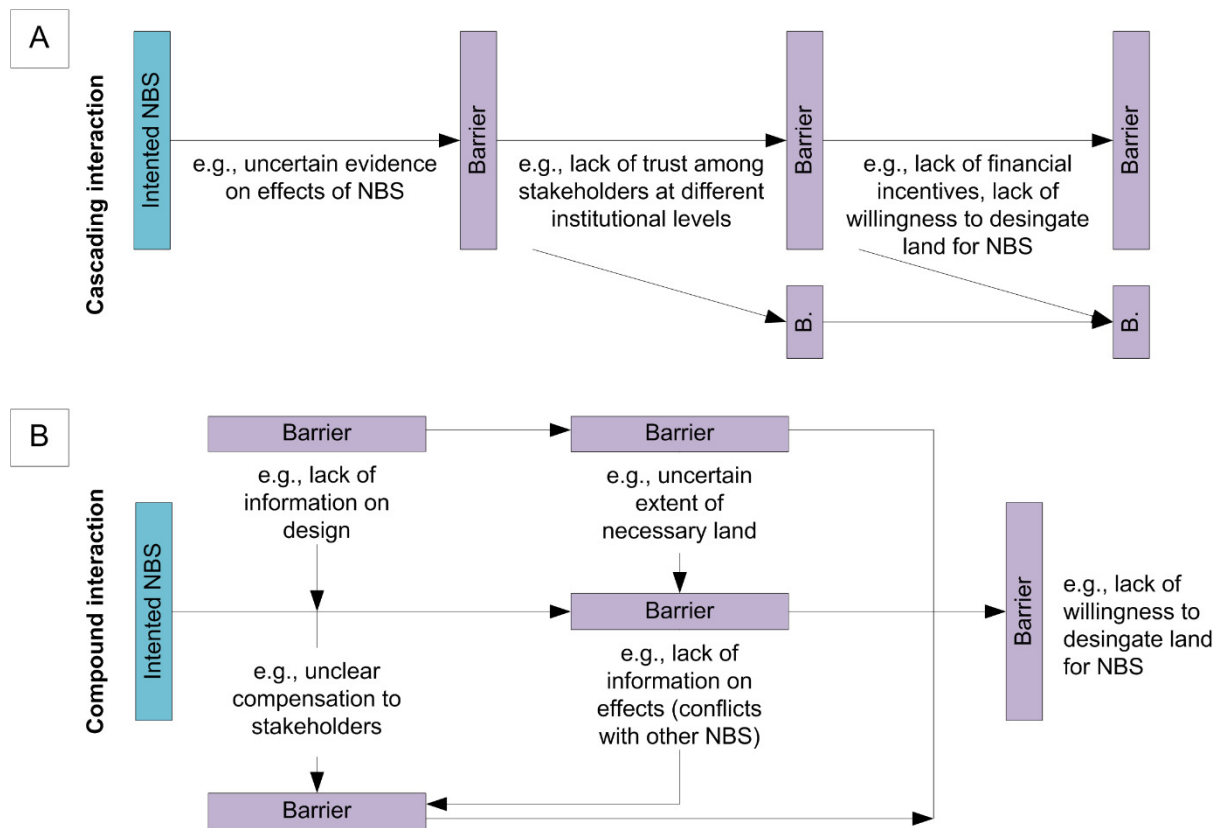 A
Cascading interaction
Intented NBS
e.g., uncertain evidence
on effects of NBS
Barrier
e.g., lack of trust among
stakeholders at different
institutional levels
Barrier
e.g., lack of financial
incentives, lack of
willingness to desingate
land for NBS
Barrier
B.
B.
B
Compound interaction
Intented NBS
Barrier
e.g., lack of
information on
design
Barrier
e.g., uncertain
extent of
necessary land
e.g., unclear
compensation to
stakeholders
Barrier
Barrier
e.g., lack of
information on
effects (conflicts
with other NBS)
Barrier
e.g., lack of
willingness to
desingate land
for NBS